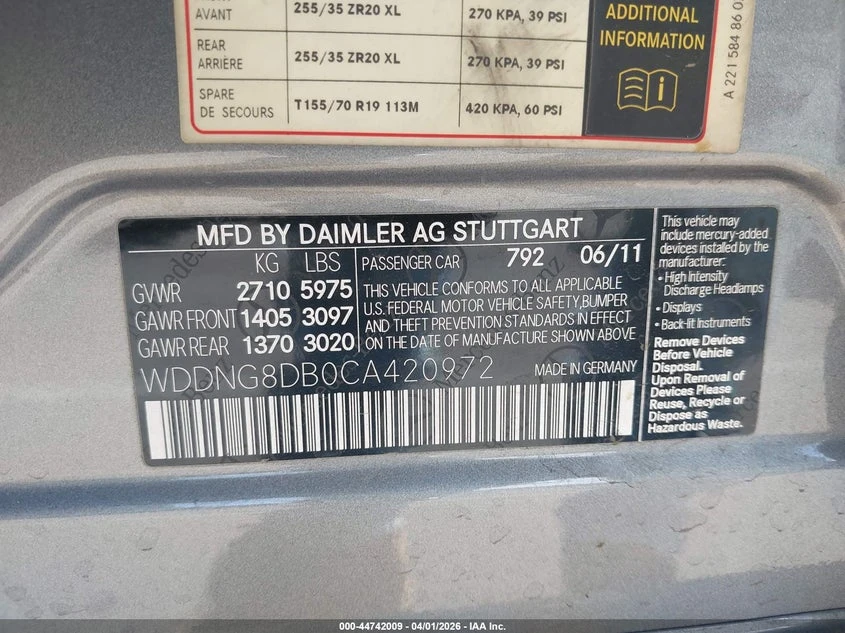 AVANT 255/35 ZR20 XL 270 KPA, 39 PSI
REAR
ARRIÈRE 255/35 ZR20 XL 270 KPA, 39 PSI
SPARE
DE SECOURS T155/70 R19 113M 420 KPA, 60 PSI
ADDITIONAL
INFORMATION
A 221 584 86 0
MFD BY DAIMLER AG STUTTGART
KG LBS
GVWR 2710 5975
GAWR FRONT 1405 3097
GAWR REAR 1370 3020
PASSENGER CAR 792 06/11
THIS VEHICLE CONFORMS TO ALL APPLICABLE
U.S. FEDERAL MOTOR VEHICLE SAFETY, BUMPER
AND THEFT PREVENTION STANDARDS IN EFFECT
ON THE DATE OF MANUFACTURE SHOWN ABOVE
WDDNG8DB0CA420972 MADE IN GERMANY
This vehicle may
include mercury-added
devices installed by the
manufacturer:
• High Intensity
Discharge Headlamps
• Displays
• Back-lit Instruments
Remove Devices
Before Vehicle
Disposal.
Upon Removal of
Devices Please
Reuse, Recycle or
Dispose as
Hazardous Waste.
000-44742009 - 04/01/2026 - IAA Inc.